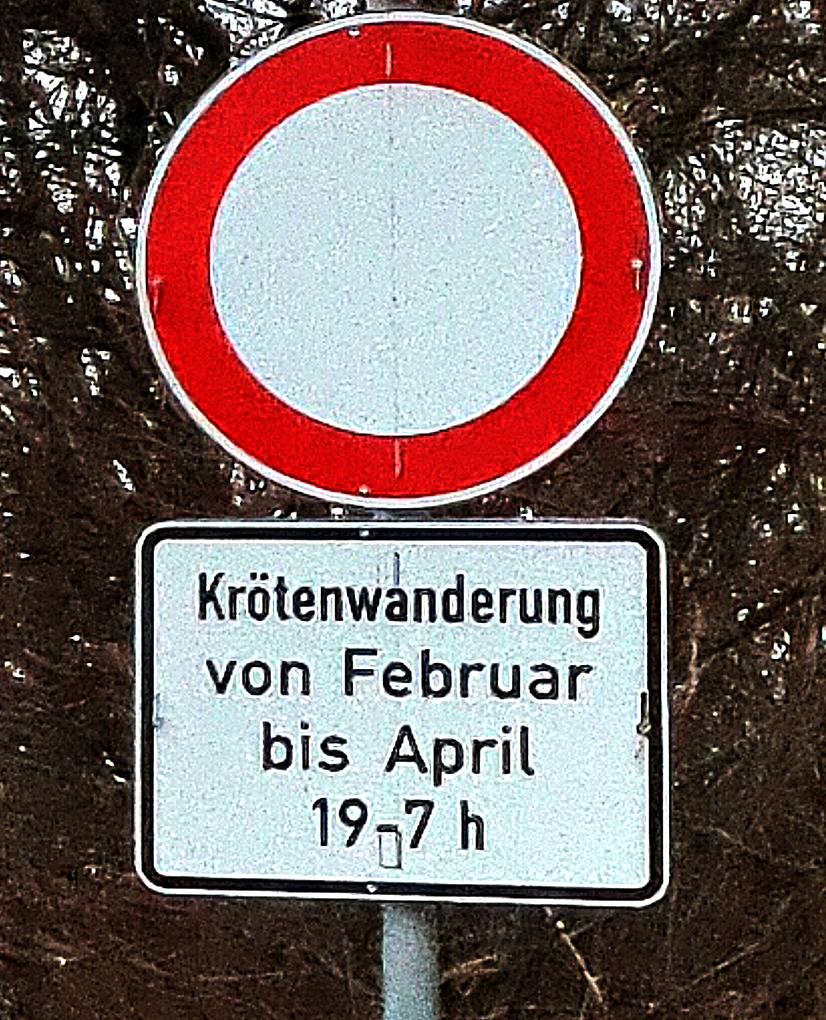 Krötenwanderung
von Februar
bis April
19-7 h